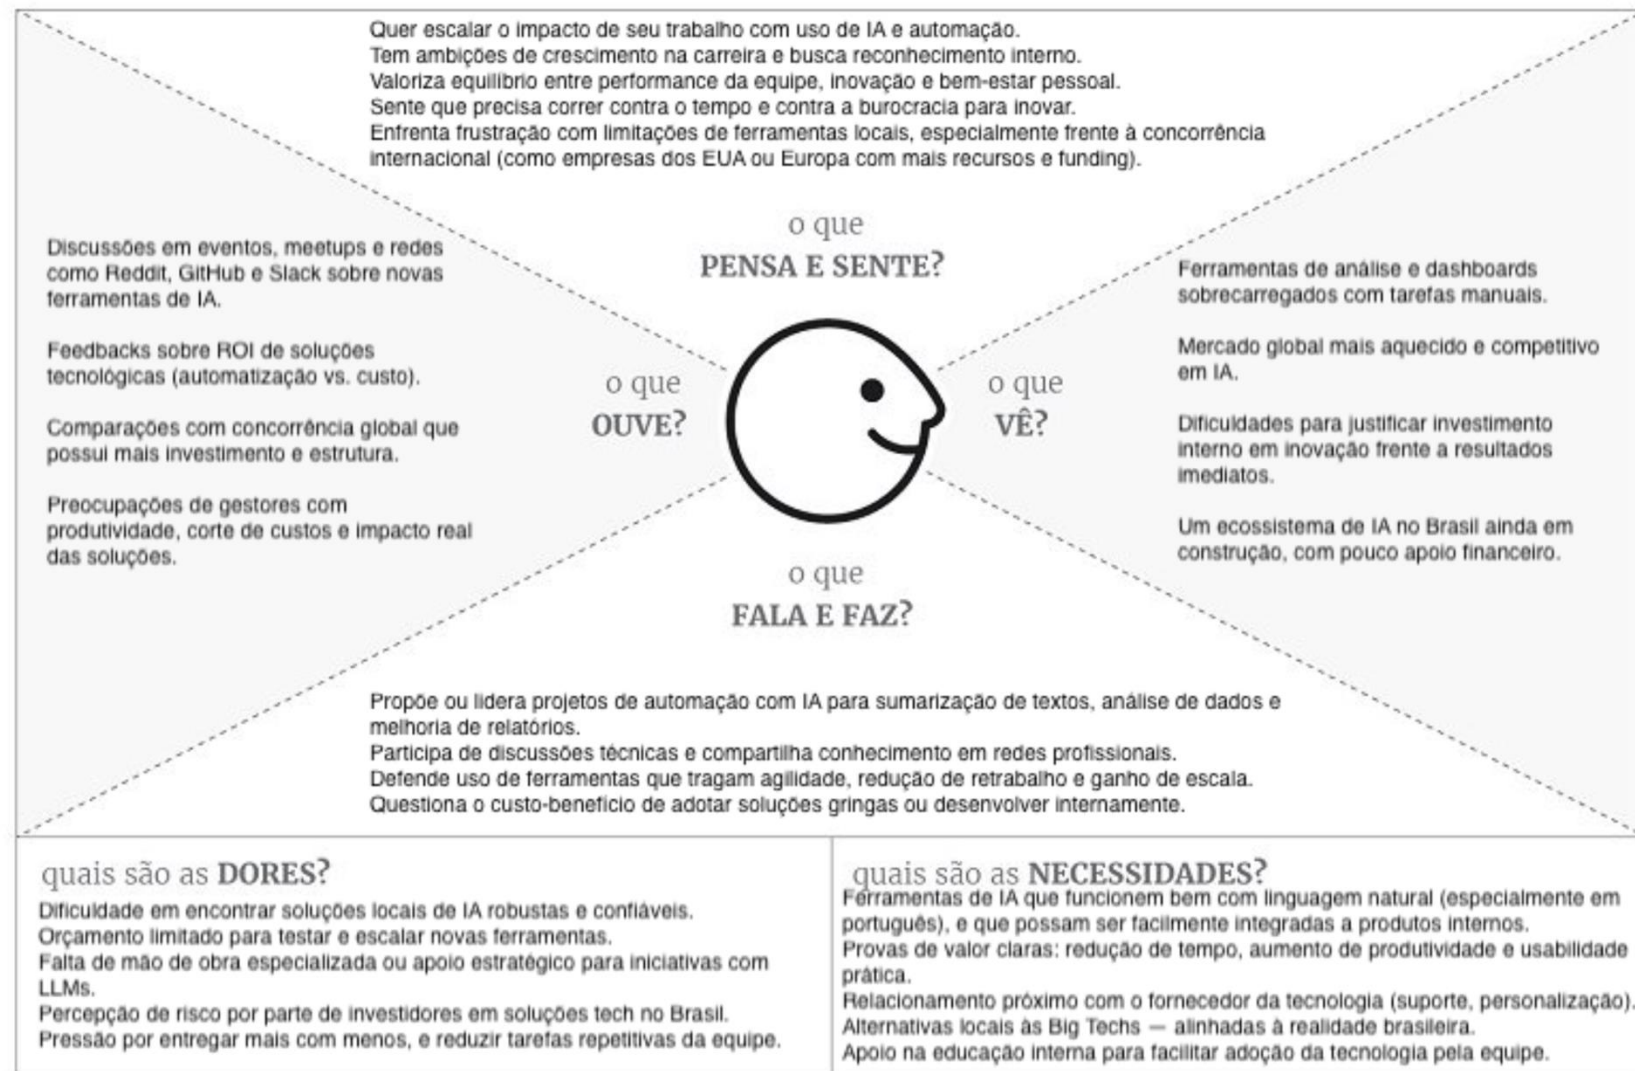 Quer escalar o impacto de seu trabalho com uso de IA e automação.
Tem ambições de crescimento na carreira e busca reconhecimento interno.
Valoriza equilíbrio entre performance da equipe, inovação e bem-estar pessoal.
Sente que precisa correr contra o tempo e contra a burocracia para inovar.
Enfrenta frustração com limitações de ferramentas locais, especialmente frente à concorrência
internacional (como empresas dos EUA ou Europa com mais recursos e funding).
o que
PENSA E SENTE?
Discussões em eventos, meetups e redes
como Reddit, GitHub e Slack sobre novas
ferramentas de IA.
Feedbacks sobre ROI de soluções
tecnológicas (automatização vs. custo).
Comparações com concorrência global que
possui mais investimento e estrutura.
Preocupações de gestores com
produtividade, corte de custos e impacto real
das soluções.
o que
OUVE?
o que
VÊ?
Ferramentas de análise e dashboards
sobrecarregados com tarefas manuais.
Mercado global mais aquecido e competitivo
em IA.
Dificuldades para justificar investimento
interno em inovação frente a resultados
imediatos.
Um ecossistema de IA no Brasil ainda em
construção, com pouco apoio financeiro.
o que
FALA E FAZ?
Propõe ou lidera projetos de automação com IA para sumarização de textos, análise de dados e
melhoria de relatórios.
Participa de discussões técnicas e compartilha conhecimento em redes profissionais.
Defende uso de ferramentas que tragam agilidade, redução de retrabalho e ganho de escala.
Questiona o custo-benefício de adotar soluções gringas ou desenvolver internamente.
quais são as DORES?
Dificuldade em encontrar soluções locais de IA robustas e confiáveis.
Orçamento limitado para testar e escalar novas ferramentas.
Falta de mão de obra especializada ou apoio estratégico para iniciativas com
LLMs.
Percepção de risco por parte de investidores em soluções tech no Brasil.
Pressão por entregar mais com menos, e reduzir tarefas repetitivas da equipe.
quais são as NECESSIDADES?
Ferramentas de IA que funcionem bem com linguagem natural (especialmente em
português), e que possam ser facilmente integradas a produtos internos.
Provas de valor claras: redução de tempo, aumento de produtividade e usabilidade
prática.
Relacionamento próximo com o fornecedor da tecnologia (suporte, personalização).
Alternativas locais às Big Techs — alinhadas à realidade brasileira.
Apoio na educação interna para facilitar adoção da tecnologia pela equipe.